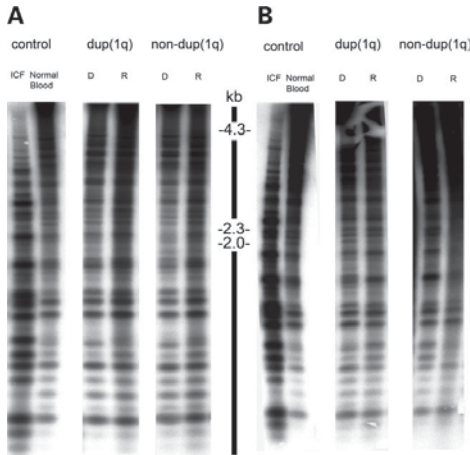 A
control dup(1q) non-dup(1q)
ICF Normal Blood D R D R
kb
-4.3-
-2.3-
-2.0-
B
control dup(1q) non-dup(1q)
ICF Normal Blood D R D R